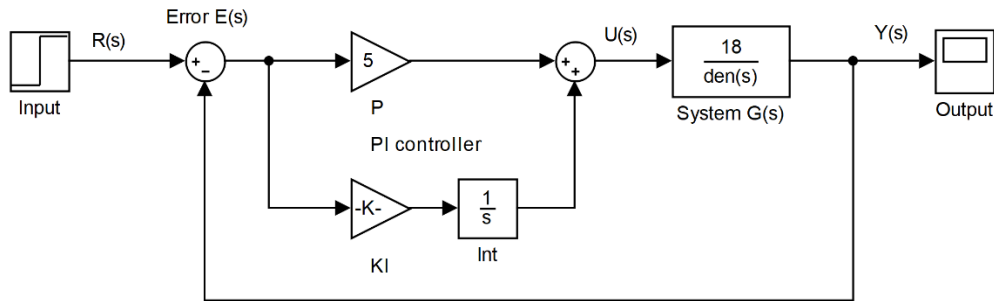 Error E(s)
R(s)
+
−
Input
5
P
PI controller
-K-
KI
1
s
Int
+
+
U(s)
18
den(s)
System G(s)
Y(s)
Output